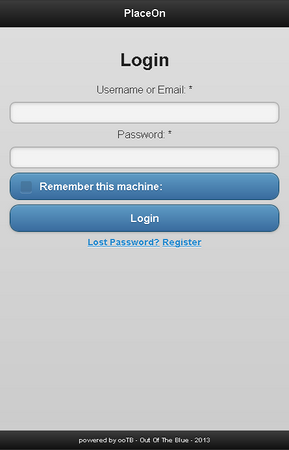 PlaceOn
Login
Username or Email: *
Password: *
Remember this machine:
Login
Lost Password? Register
powered by ooTB - Out Of The Blue - 2013